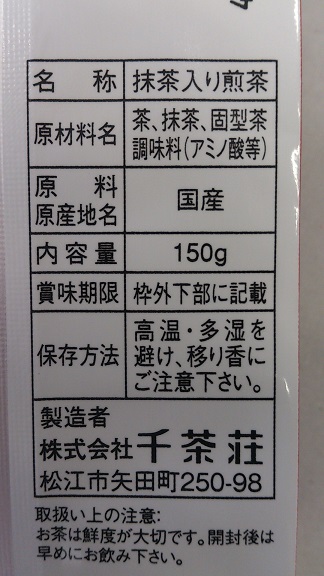 名称 抹茶入り煎茶
原材料名 茶、抹茶、固型茶
調味料(アミノ酸等)
原料
原産地名 国産
内容量 150g
賞味期限 枠外下部に記載
保存方法 高温・多湿を
避け、移り香に
ご注意下さい。
製造者
株式会社千茶荘
松江市矢田町250-98
取扱い上の注意:
お茶は鮮度が大切です。開封後は
早めにお飲み下さい。